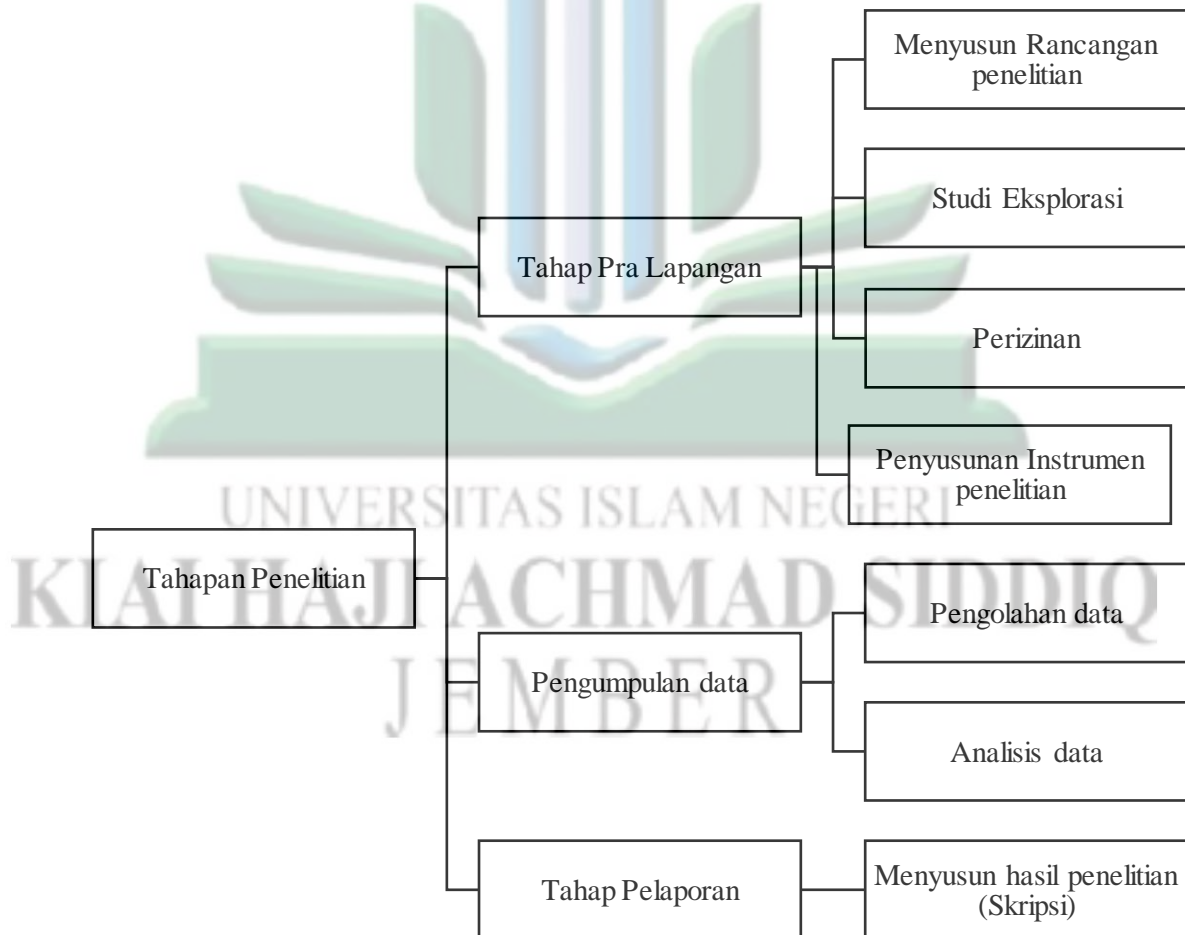 Menyusun Rancangan
penelitian
Studi Eksplorasi
Tahap Pra Lapangan
Perizinan
Penyusunan Instrumen
penelitian
UNIVERSITAS ISLAM NEGERI
Tahapan Penelitian
KIAI HAJI ACHMAD SIDDIQ
Pengolahan data
Pengumpulan data
JEMBER
Analisis data
Tahap Pelaporan
Menyusun hasil penelitian
(Skripsi)